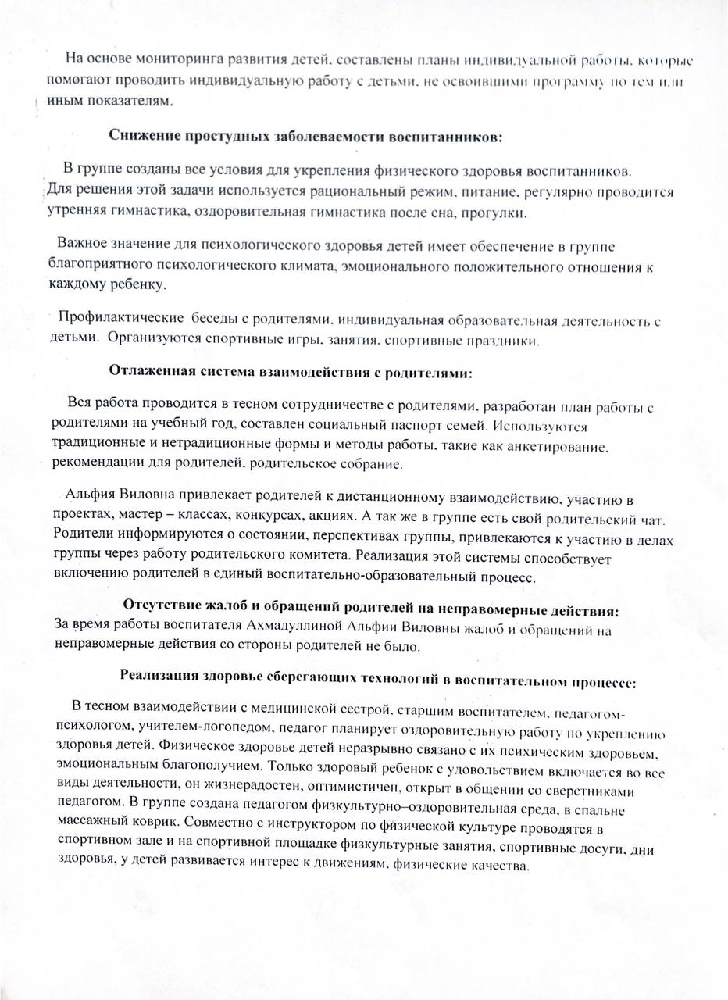 На основе мониторинга развития детей, составлены планы индивидуальной работы, которые
помогают проводить индивидуальную работу с детьми, не освоившими программу по тем или
иным показателям.
Снижение простудных заболеваемости воспитанников:
В группе созданы все условия для укрепления физического здоровья воспитанников.
Для решения этой задачи используется рациональный режим, питание, регулярно проводится
утренняя гимнастика, оздоровительная гимнастика после сна, прогулки.
Важное значение для психологического здоровья детей имеет обеспечение в группе
благоприятного психологического климата, эмоционального положительного отношения к
каждому ребенку.
Профилактические беседы с родителями, индивидуальная образовательная деятельность с
детьми. Организуются спортивные игры, занятия, спортивные праздники.
Отлаженная система взаимодействия с родителями:
Вся работа проводится в тесном сотрудничестве с родителями, разработан план работы с
родителями на учебный год, составлен социальный паспорт семей. Используются
традиционные и нетрадиционные формы и методы работы, такие как анкетирование,
рекомендации для родителей, родительское собрание.
Альфия Виловна привлекает родителей к дистанционному взаимодействию, участию в
проектах, мастер – классах, конкурсах, акциях. А так же в группе есть свой родительский чат.
Родители информируются о состоянии, перспективах группы, привлекаются к участию в делах
группы через работу родительского комитета. Реализация этой системы способствует
включению родителей в единый воспитательно-образовательный процесс.
Отсутствие жалоб и обращений родителей на неправомерные действия:
За время работы воспитателя Ахмадуллиной Альфии Виловны жалоб и обращений на
неправомерные действия со стороны родителей не было.
Реализация здоровье сберегающих технологий в воспитательном процессе:
В тесном взаимодействии с медицинской сестрой, старшим воспитателем, педагогом-
психологом, учителем-логопедом, педагог планирует оздоровительную работу по укреплению
здоровья детей. Физическое здоровье детей неразрывно связано с их психическим здоровьем,
эмоциональным благополучием. Только здоровый ребенок с удовольствием включается во все
виды деятельности, он жизнерадостен, оптимистичен, открыт в общении со сверстниками
педагогом. В группе создана педагогом физкультурно–оздоровительная среда, в спальне
массажный коврик. Совместно с инструктором по физической культуре проводятся в
спортивном зале и на спортивной площадке физкультурные занятия, спортивные досуги, дни
здоровья, у детей развивается интерес к движениям, физические качества.